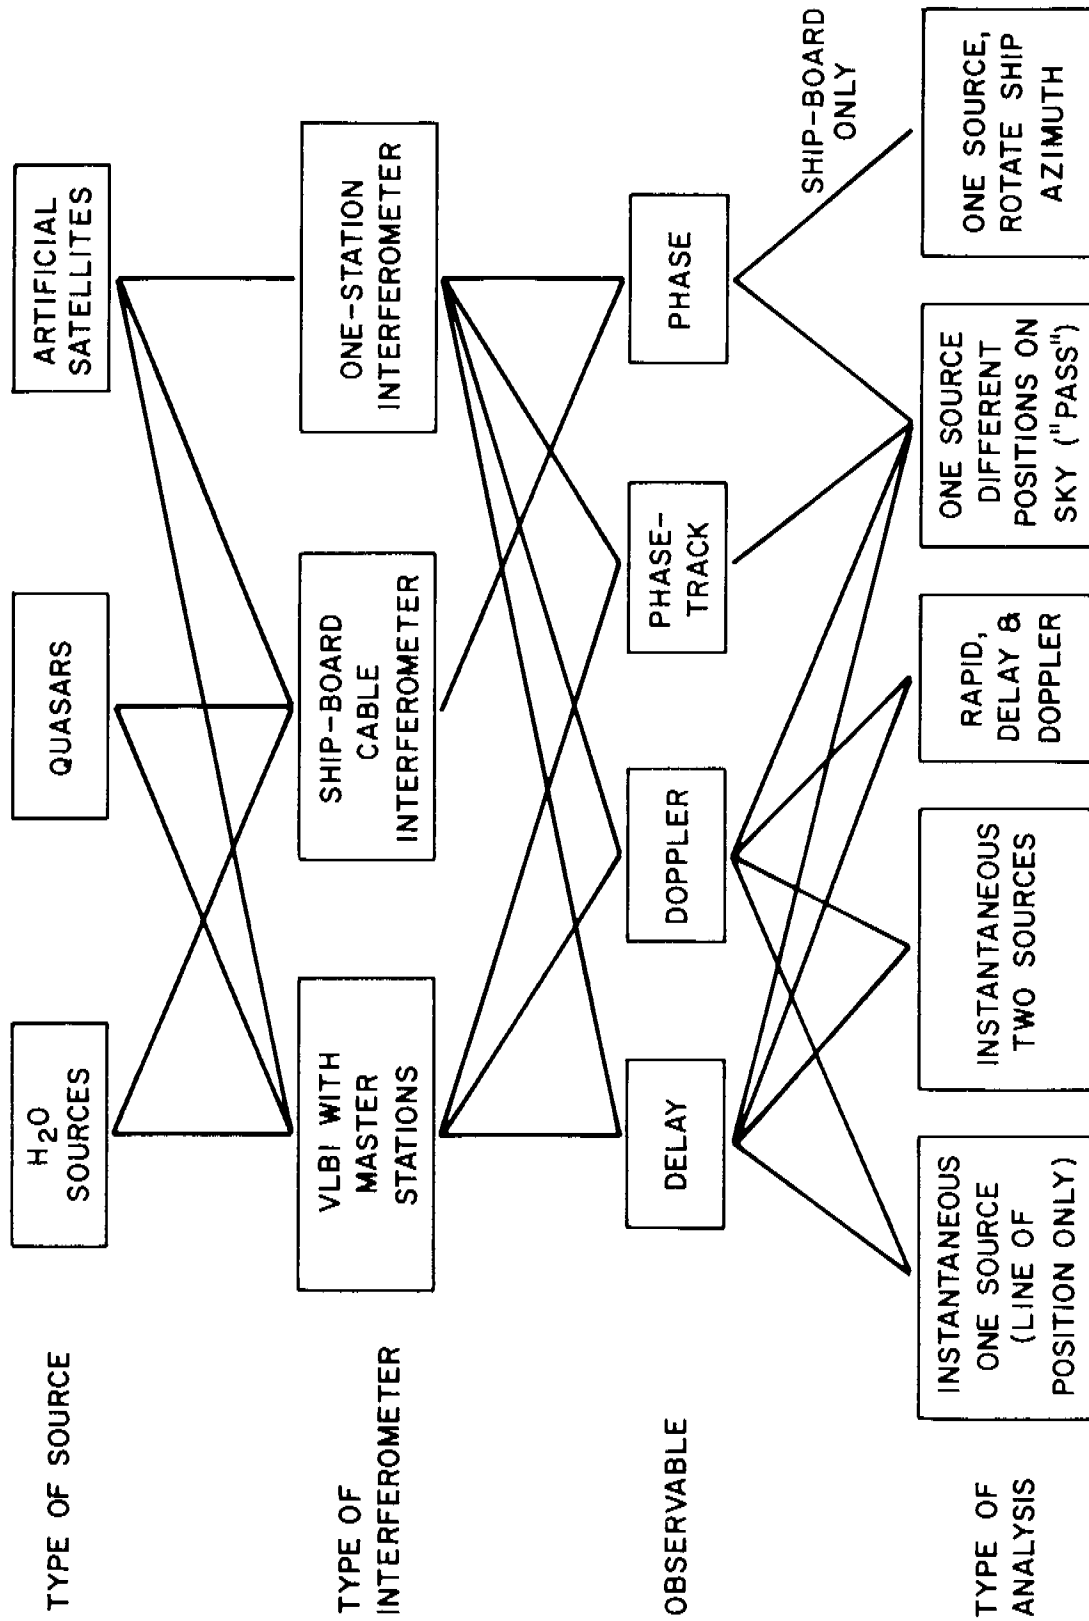 TYPE OF SOURCE
H2O
SOURCES
QUASARS
ARTIFICIAL
SATELLITES
TYPE OF
INTERFEROMETER
VLBI WITH
MASTER
STATIONS
SHIP-BOARD
CABLE
INTERFEROMETER
ONE-STATION
INTERFEROMETER
OBSERVABLE
DELAY
DOPPLER
PHASE-
TRACK
PHASE
SHIP-BOARD
ONLY
TYPE OF
ANALYSIS
INSTANTANEOUS
ONE SOURCE
(LINE OF
POSITION ONLY)
INSTANTANEOUS
TWO SOURCES
RAPID,
DELAY &
DOPPLER
ONE SOURCE
DIFFERENT
POSITIONS ON
SKY ("PASS")
ONE SOURCE,
ROTATE SHIP
AZIMUTH